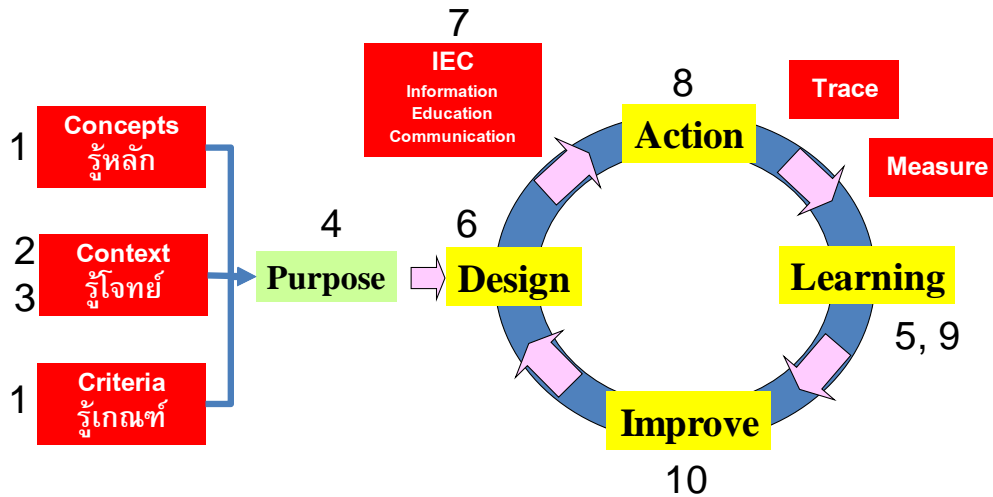 7
IEC
Information
Education
Communication
8
Action
Trace
Measure
1
Concepts
รู้หลัก
2
3
Context
รู้โจทย์
4
Purpose
6
Design
Learning
5, 9
1
Criteria
รู้เกณฑ์
Improve
10